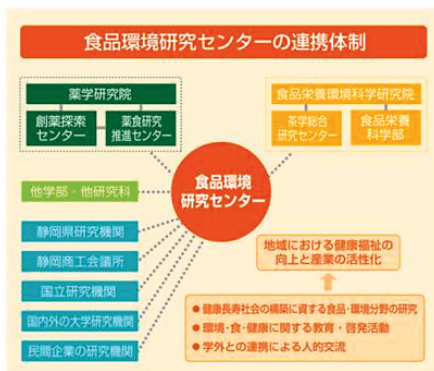 食品環境研究センターの連携体制
薬学研究院
創薬探索
センター
薬食研究
推進センター
食品栄養環境科学研究院
茶学総合
研究センター
食品栄養
科学部
食品環境
研究センター
他学部・他研究科
静岡県研究機関
静岡商工会議所
国立研究機関
国内外の大学研究機関
民間企業の研究機関
地域における健康福祉の
向上と産業の活性化
●健康長寿社会の構築に資する食品・環境分野の研究
●環境・食・健康に関する教育・啓発活動
●学外との連携による人的交流